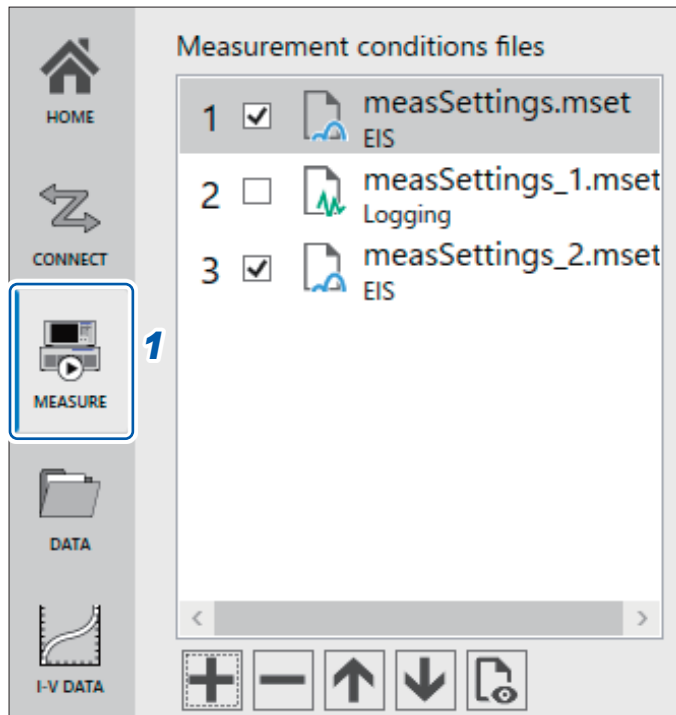 HOME
CONNECT
MEASURE
DATA
I-V DATA
1
Measurement conditions files
1 measSettings.mset
EIS
2 measSettings_1.mset
Logging
3 measSettings_2.mset
EIS